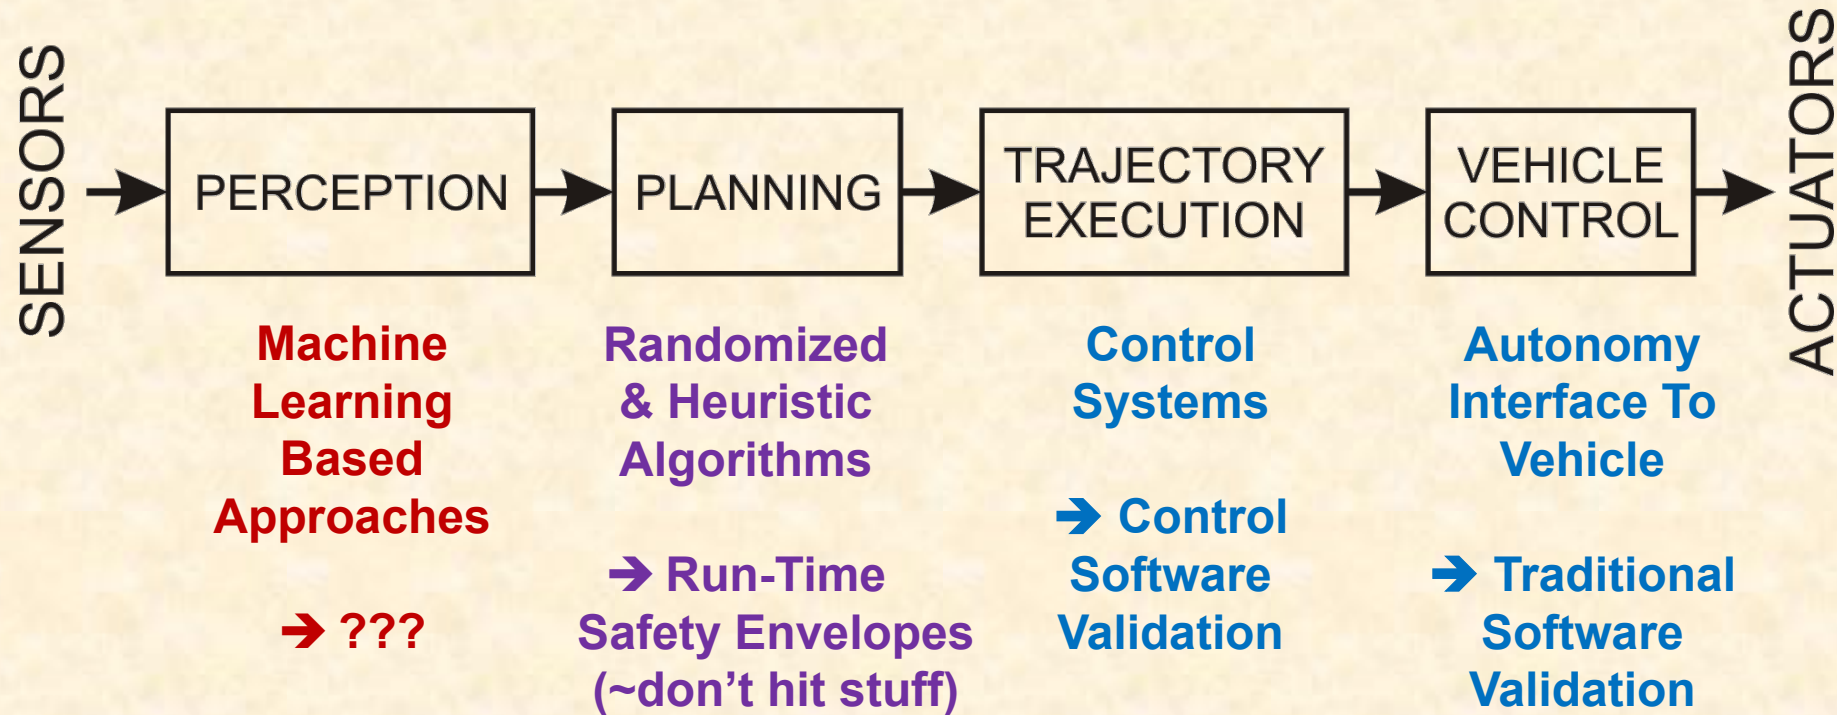 SENSORS
PERCEPTION
PLANNING
TRAJECTORY
EXECUTION
VEHICLE
CONTROL
ACTUATORS
Machine
Learning
Based
Approaches
➔ ???
Randomized
& Heuristic
Algorithms
➔ Run-Time
Safety Envelopes
(~don’t hit stuff)
Control
Systems
➔ Control
Software
Validation
Autonomy
Interface To
Vehicle
➔ Traditional
Software
Validation